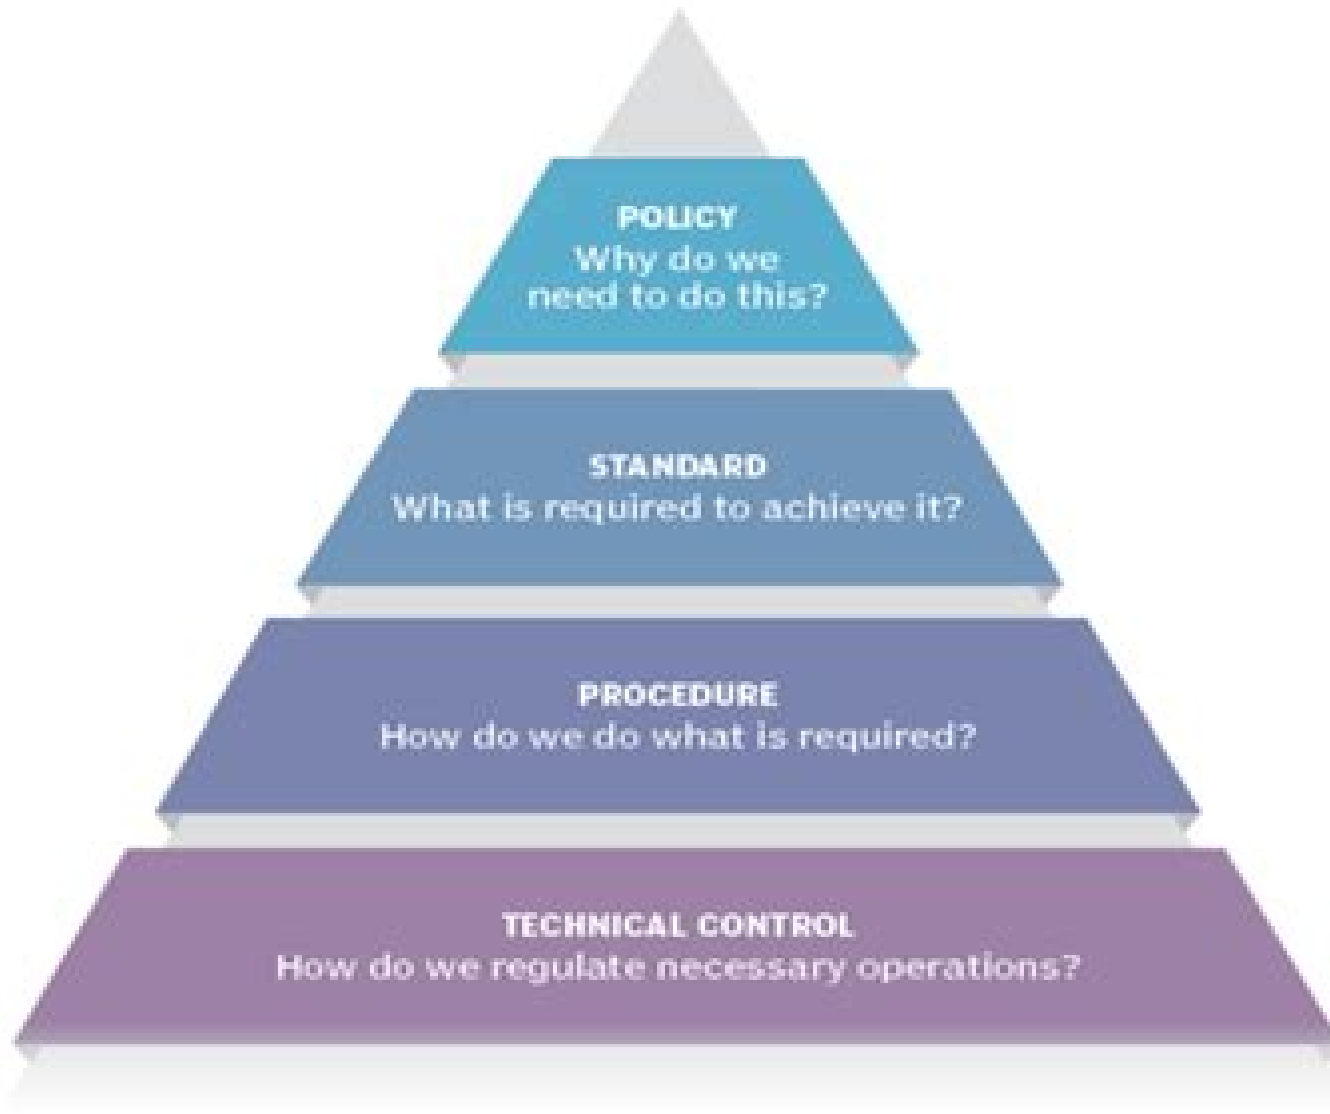 POLICY
Why do we
need to do this?
STANDARD
What is required to achieve it?
PROCEDURE
How do we do what is required?
TECHNICAL CONTROL
How do we regulate necessary operations?